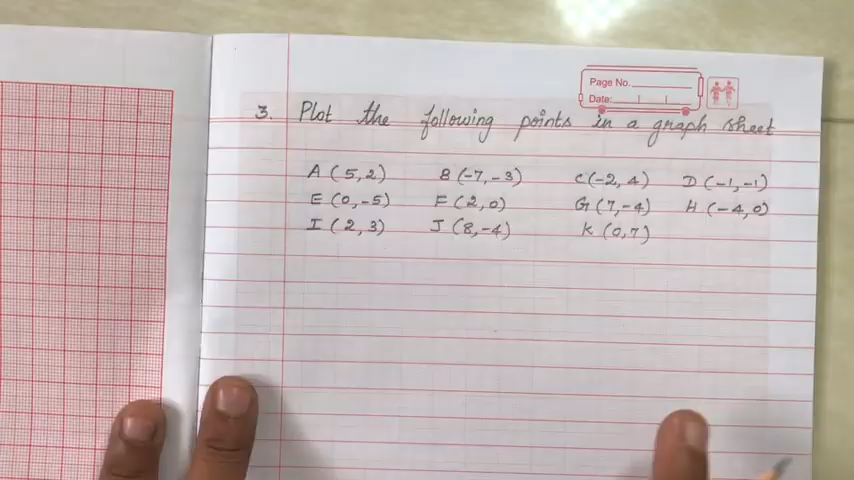 Page No.
Date:
3. Plot the following points in a graph sheet
A (5,2) B (-7,-3) C (-2,4) D (-1,-1)
E (0,-5) F (2,0) G (7,-4) H (-4,0)
I (2,3) J (8,-4) K (0,7)